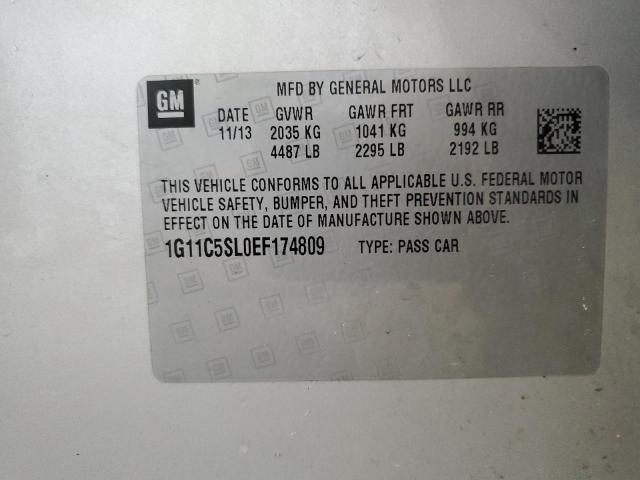 GM
MFD BY GENERAL MOTORS LLC
DATE GVWR GAWR FRT GAWR RR
11/13 2035 KG 1041 KG 994 KG
4487 LB 2295 LB 2192 LB
THIS VEHICLE CONFORMS TO ALL APPLICABLE U.S. FEDERAL MOTOR
VEHICLE SAFETY, BUMPER, AND THEFT PREVENTION STANDARDS IN
EFFECT ON THE DATE OF MANUFACTURE SHOWN ABOVE.
1G11C5SL0EF174809 TYPE: PASS CAR